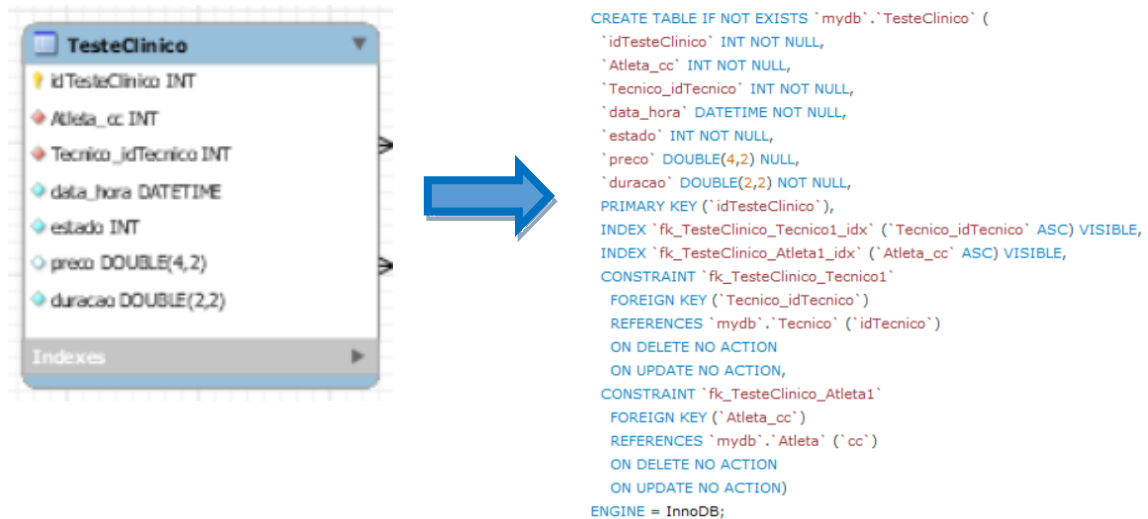 TesteClinico
idTesteClinico INT
Atleta_cc INT
Tecnico_idTecnico INT
data_hora DATETIME
estado INT
preco DOUBLE(4,2)
duracao DOUBLE(2,2)
Indexes
CREATE TABLE IF NOT EXISTS `mydb`.`TesteClinico` (
`idTesteClinico` INT NOT NULL,
`Atleta_cc` INT NOT NULL,
`Tecnico_idTecnico` INT NOT NULL,
`data_hora` DATETIME NOT NULL,
`estado` INT NOT NULL,
`preco` DOUBLE(4,2) NULL,
`duracao` DOUBLE(2,2) NOT NULL,
PRIMARY KEY (`idTesteClinico`),
INDEX `fk_TesteClinico_Tecnico1_idx` (`Tecnico_idTecnico` ASC) VISIBLE,
INDEX `fk_TesteClinico_Atleta1_idx` (`Atleta_cc` ASC) VISIBLE,
CONSTRAINT `fk_TesteClinico_Tecnico1`
FOREIGN KEY (`Tecnico_idTecnico`)
REFERENCES `mydb`.`Tecnico` (`idTecnico`)
ON DELETE NO ACTION
ON UPDATE NO ACTION,
CONSTRAINT `fk_TesteClinico_Atleta1`
FOREIGN KEY (`Atleta_cc`)
REFERENCES `mydb`.`Atleta` (`cc`)
ON DELETE NO ACTION
ON UPDATE NO ACTION)
ENGINE = InnoDB;